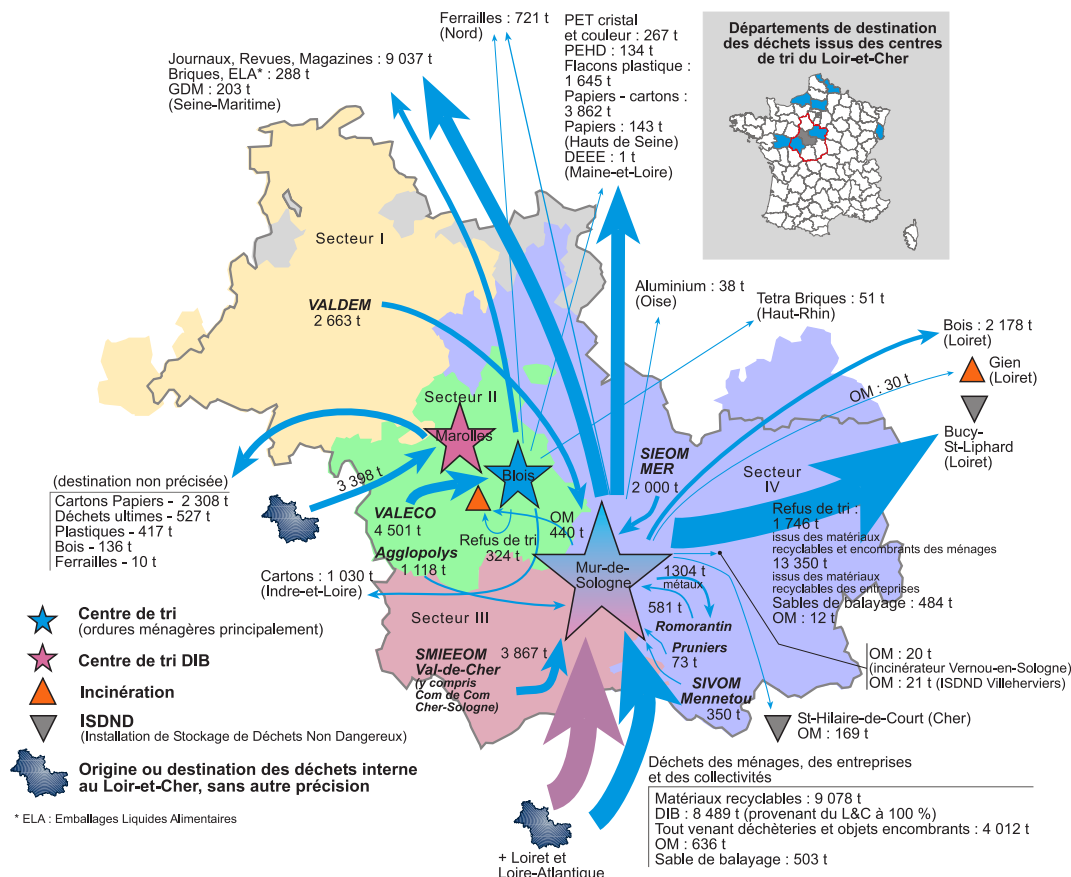 Ferrailles : 721 t
(Nord)
PET cristal
et couleur : 267 t
PEHD : 134 t
Flacons plastique :
1 645 t
Papiers - cartons :
3 862 t
Papiers : 143 t
(Hauts de Seine)
DEEE : 1 t
(Maine-et-Loire)
Départements de destination
des déchets issus des centres
de tri du Loir-et-Cher
Journaux, Revues, Magazines : 9 037 t
Briques, ELA* : 288 t
GDM : 203 t
(Seine-Maritime)
Secteur I
VALDEM
2 663 t
Aluminium : 38 t
(Oise)
Tetra Briques : 51 t
(Haut-Rhin)
Bois : 2 178 t
(Loiret)
OM : 30 t
Gien
(Loiret)
Bucy-
St-Liphard
(Loiret)
Secteur II
Marolles
Blois
SIEOM
MER
2 000 t
Secteur
IV
(destination non précisée)
Cartons Papiers - 2 308 t
Déchets ultimes - 527 t
Plastiques - 417 t
Bois - 136 t
Ferrailles - 10 t
3 398 t
VALECO
4 501 t
Agglopolys
1 118 t
Refus de tri
324 t
OM
440 t
Refus de tri :
1 746 t
issus des matériaux
recyclables et encombrants des ménages
13 350 t
issus des matériaux
recyclables des entreprises
Sables de balayage : 484 t
OM : 12 t
Cartons : 1 030 t
(Indre-et-Loire)
Mur-de-
Sologne
1304 t
métaux
581 t
Romorantin
Pruniers
73 t
SIVOM
Mennetou
350 t
Secteur III
SMIEEOM
Val-de-Cher
(y compris
Com de Com
Cher-Sologne)
3 867 t
OM : 20 t
(incinérateur Vernou-en-Sologne)
OM : 21 t (ISDND Villeherviers)
St-Hilaire-de-Court (Cher)
OM : 169 t
Centre de tri
(ordures ménagères principalement)
Centre de tri DIB
Incinération
ISDND
(Installation de Stockage de Déchets Non Dangereux)
Origine ou destination des déchets interne
au Loir-et-Cher, sans autre précision
* ELA : Emballages Liquides Alimentaires
+ Loiret et
Loire-Atlantique
Déchets des ménages, des entreprises
et des collectivités
Matériaux recyclables : 9 078 t
DIB : 8 489 t (provenant du L&C à 100 %)
Tout venant déchèteries et objets encombrants : 4 012 t
OM : 636 t
Sable de balayage : 503 t